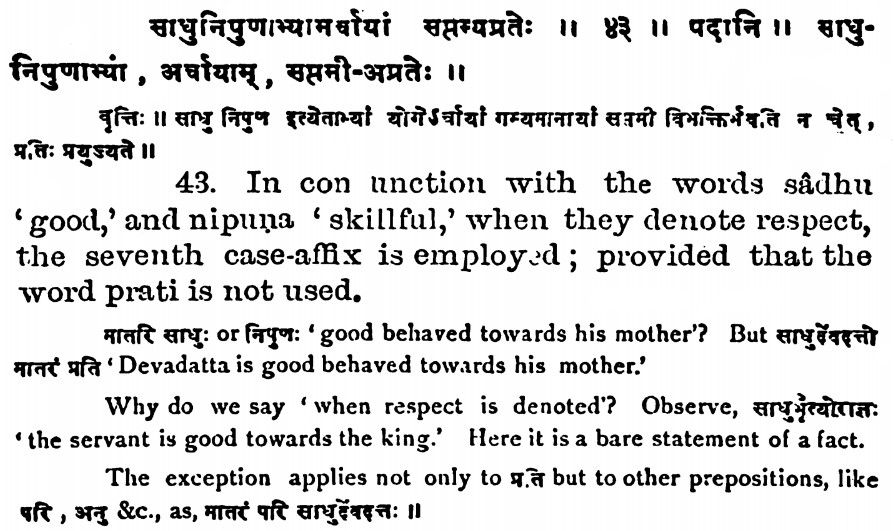 साधुनिपुणाभ्यामर्चायां सप्तम्यप्रतेः ॥ ४३ ॥ पदानि ॥ साधु-
निपुणाभ्यां , अर्चायाम् , सप्तमी-अप्रतेः ॥
वृत्तिः ॥ साधु निपुण इत्येताभ्यां योगेऽर्चायां गम्यमानायां सप्तमी विभक्तिर्भवति न चेत् ,
प्रतिः प्रयुज्यते ॥
43. In con unction with the words sâdhu
‘good,’ and nipuṇa ‘skillful,’ when they denote respect,
the seventh case-affix is employed ; provided that the
word prati is not used.
मातरि साधुः or निपुणः ‘good behaved towards his mother’? But साधुर्देवदत्तो
मातरं प्रति ‘Devadatta is good behaved towards his mother.’
Why do we say ‘when respect is denoted’? Observe, साधुर्भृत्योराज्ञः
‘the servant is good towards the king.’ Here it is a bare statement of a fact.
The exception applies not only to प्रति but to other prepositions, like
परि , अनु &c., as, मातरं परि साधुर्देवदत्तः ॥